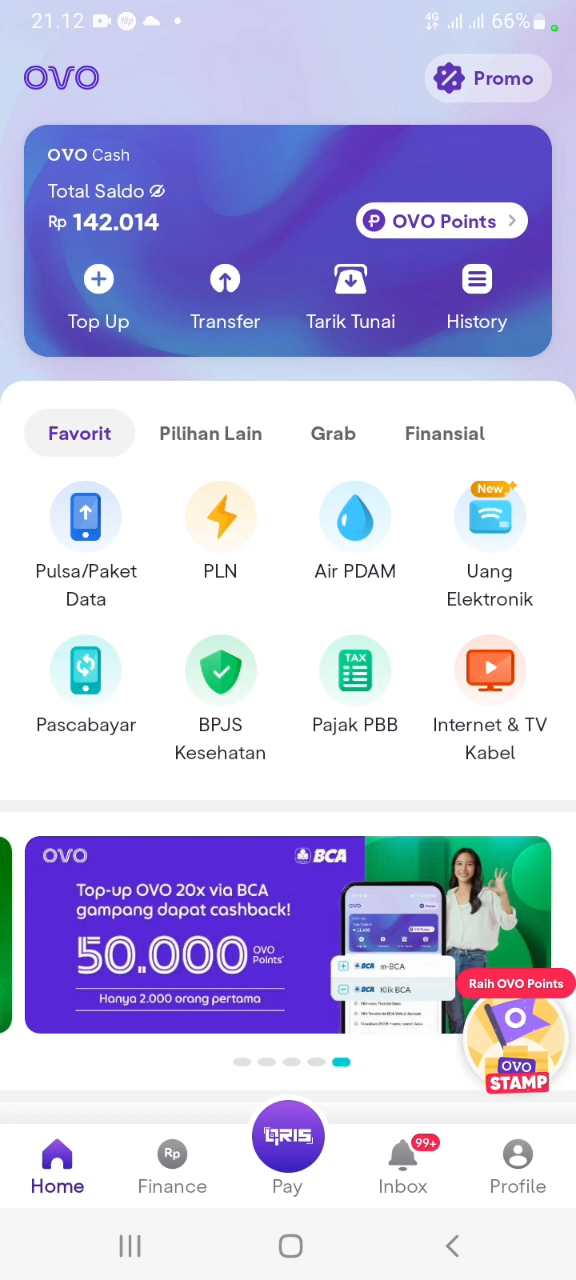 21.12
4G
66%
OVO
Promo
OVO Cash
Total Saldo
Rp 142.014
OVO Points
Top Up
Transfer
Tarik Tunai
History
Favorit
Pilihan Lain
Grab
Finansial
New
Pulsa/Paket
Data
PLN
Air PDAM
Uang
Elektronik
TAX
Pascabayar
BPJS
Kesehatan
Pajak PBB
Internet & TV
Kabel
OVO
BCA
Top-up OVO 20x via BCA
gampang dapat cashback!
50.000
OVO
Points*
Hanya 2.000 orang pertama
OVO
BCA m-BCA
BCA Klik BCA
Raih OVO Points
OVO
STAMP
QRIS
Rp
99+
Home
Finance
Pay
Inbox
Profile